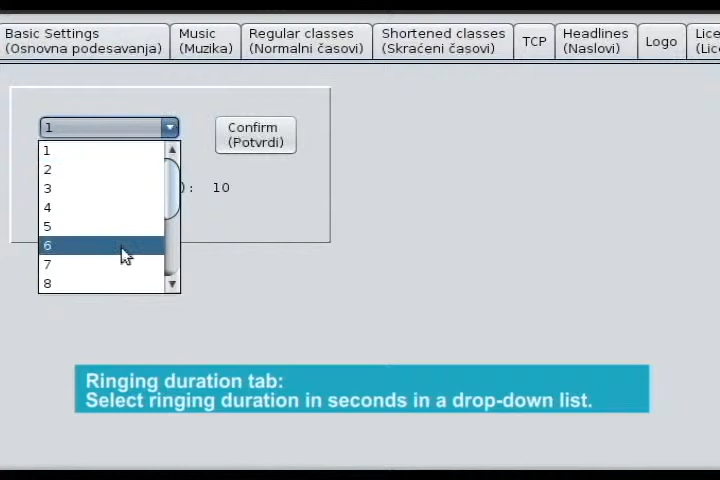 Basic Settings
(Osnovna podesavanja)
Music
(Muzika)
Regular classes
(Normalni časovi)
Shortened classes
(Skraćeni časovi)
TCP
Headlines
(Naslovi)
Logo
1
Confirm
(Potvrdi)
1
2
3
4
5
6
7
8
): 10
Ringing duration tab:
Select ringing duration in seconds in a drop-down list.